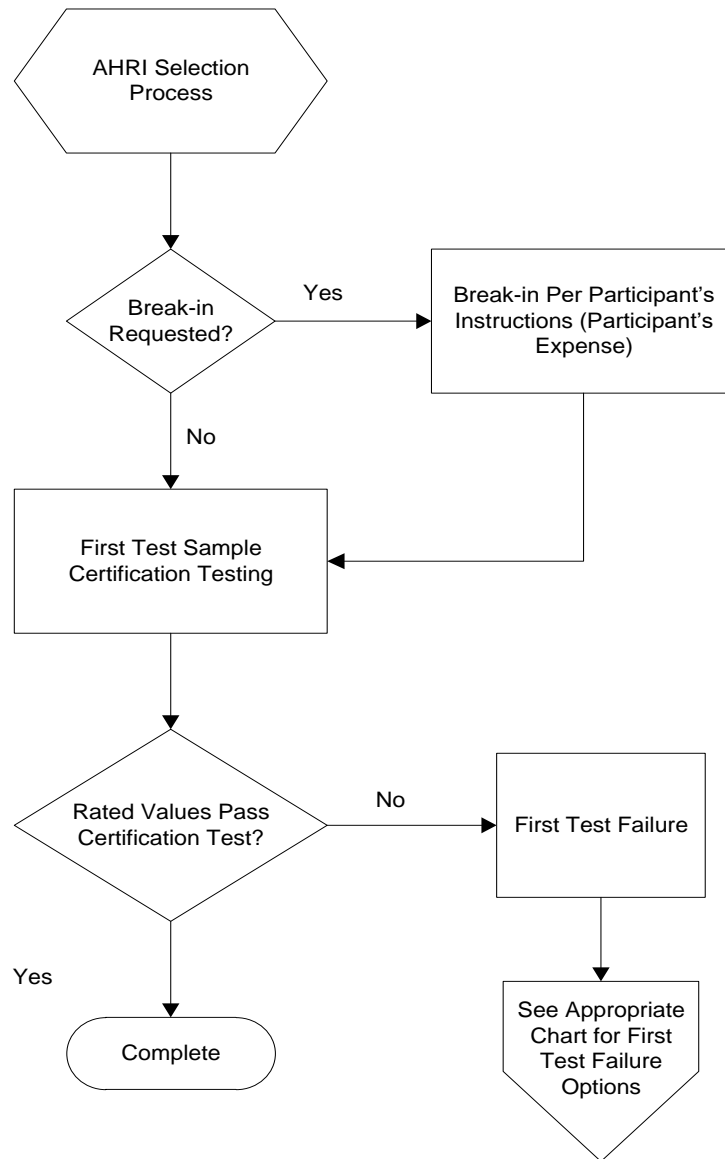 AHRI Selection
Process
Break-in
Requested?
Yes
Break-in Per Participant's
Instructions (Participant's
Expense)
No
First Test Sample
Certification Testing
Rated Values Pass
Certification Test?
No
First Test Failure
Yes
Complete
See Appropriate
Chart for First
Test Failure
Options